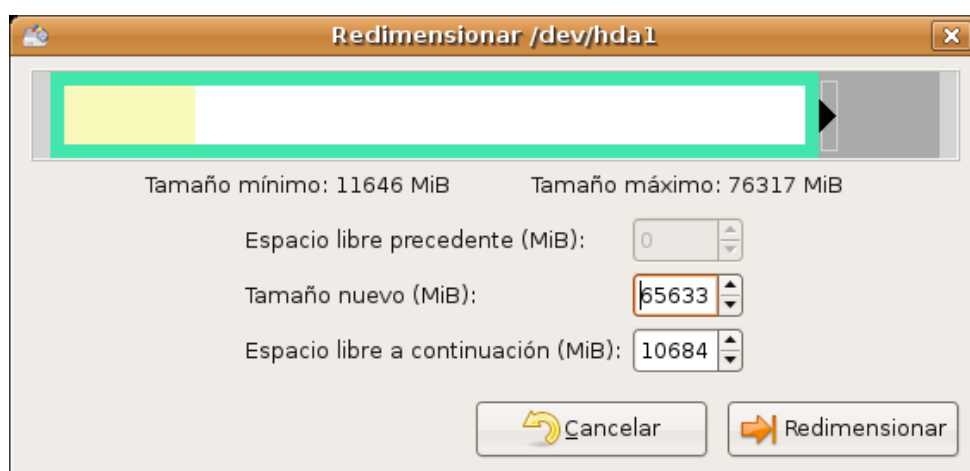 Redimensionar /dev/hda1
Tamaño mínimo: 11646 MiB Tamaño máximo: 76317 MiB
Espacio libre precedente (MiB): 0
Tamaño nuevo (MiB): 65633
Espacio libre a continuación (MiB): 10684
Cancelar Redimensionar